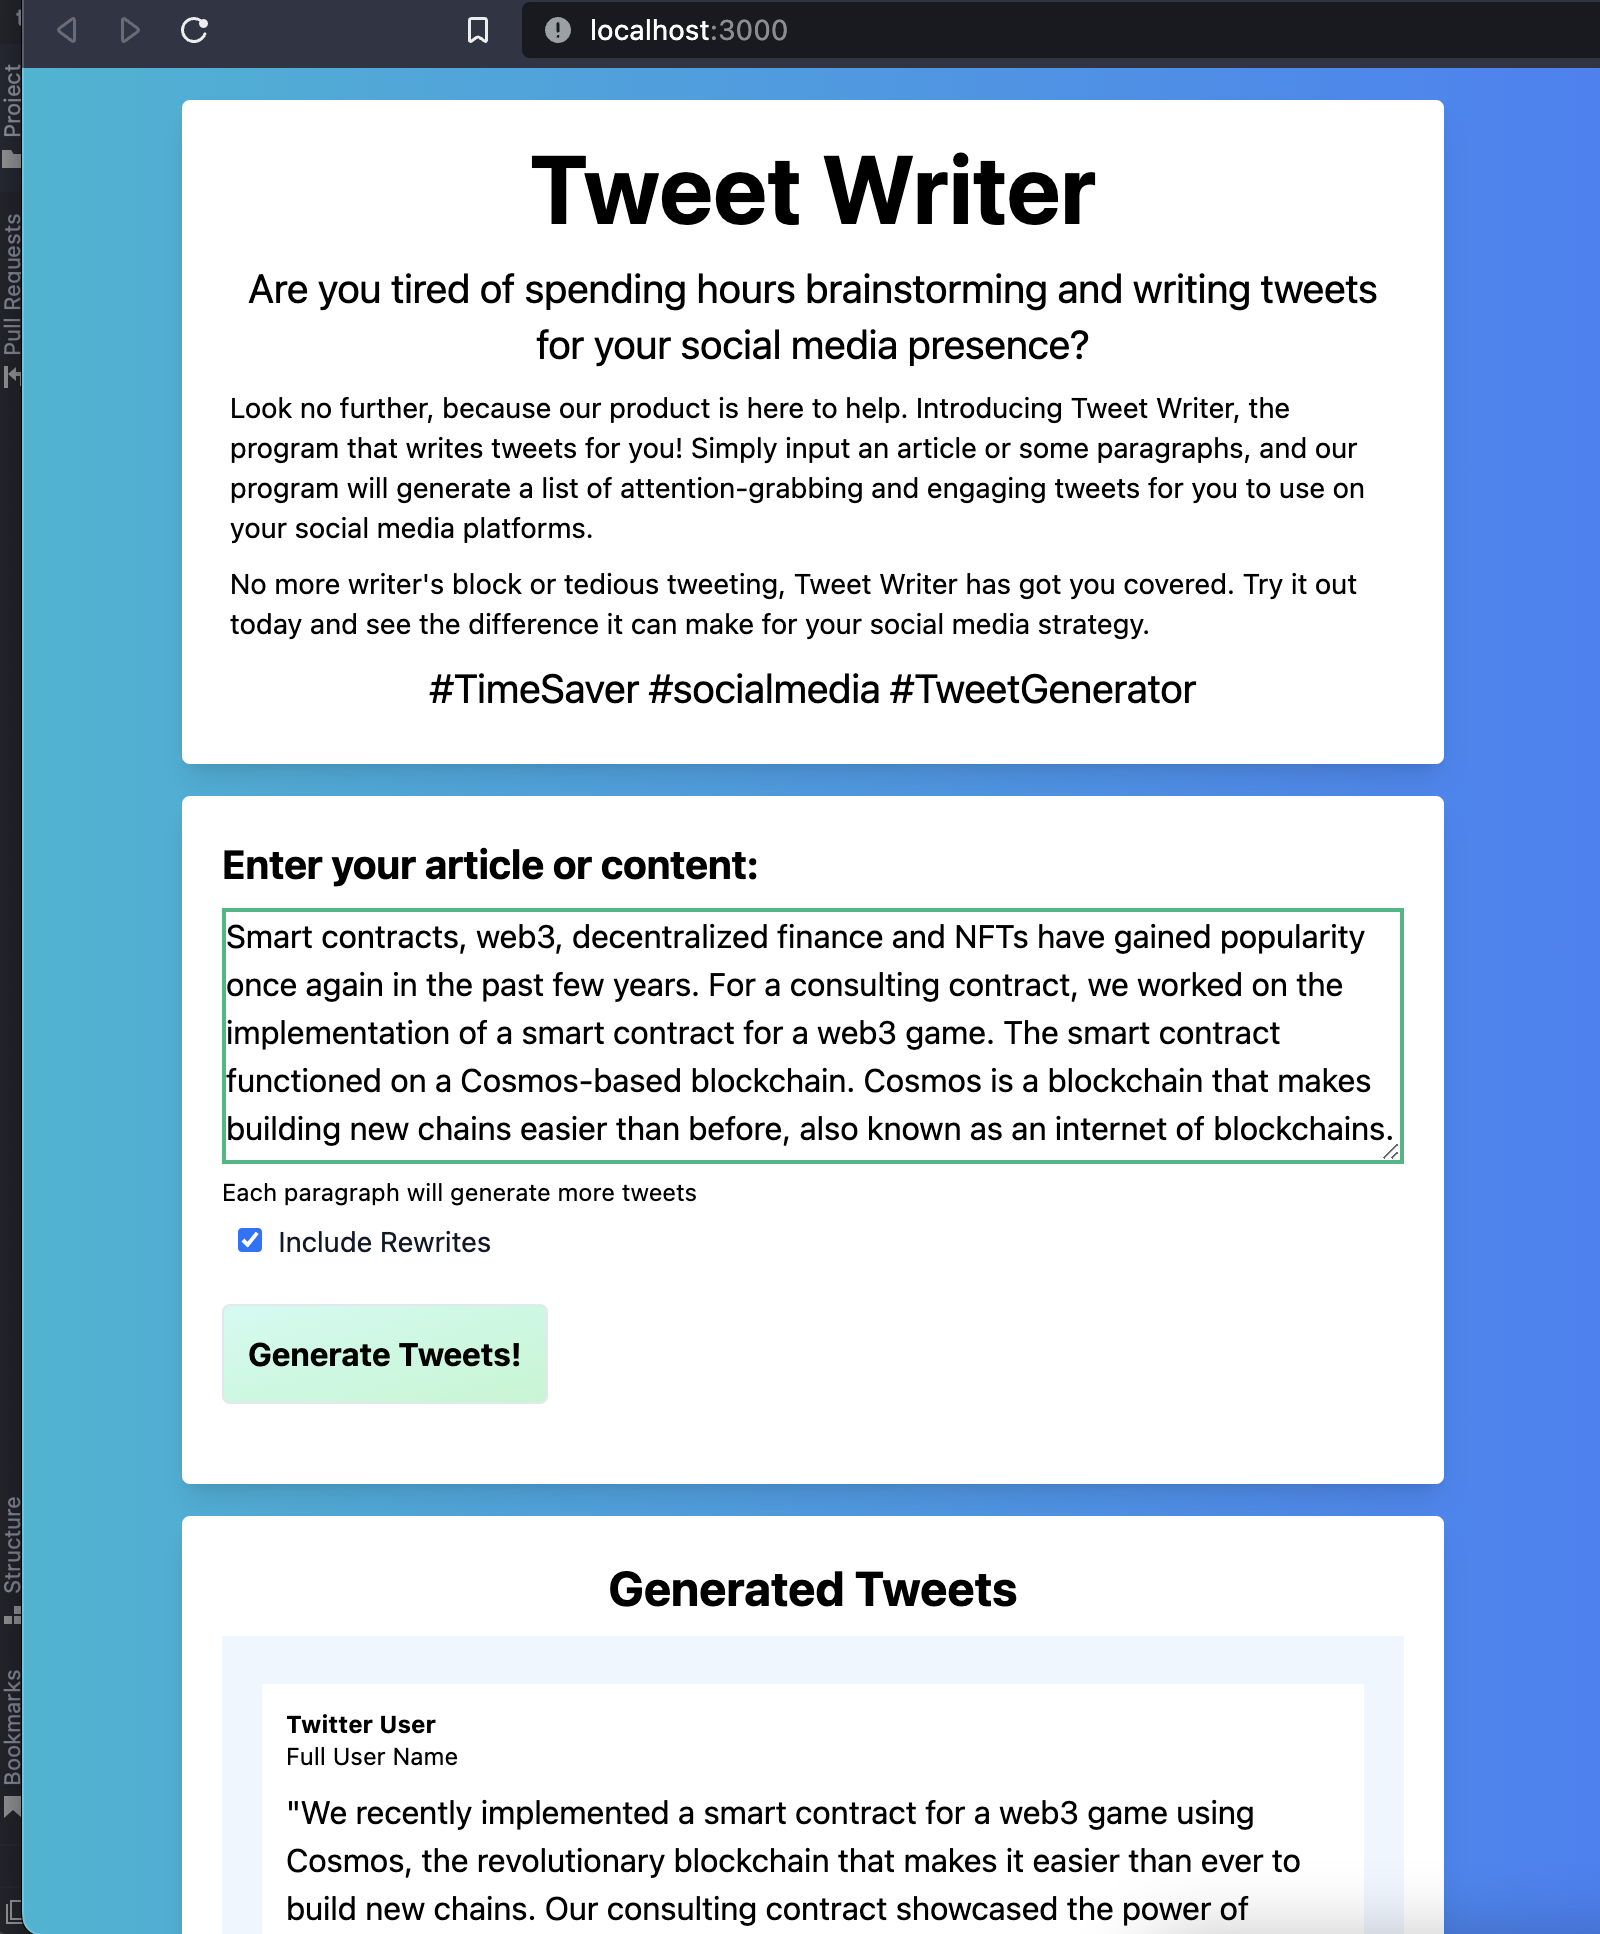 localhost:3000
Project
Pull Requests
Structure
Bookmarks
Tweet Writer
Are you tired of spending hours brainstorming and writing tweets
for your social media presence?
Look no further, because our product is here to help. Introducing Tweet Writer, the
program that writes tweets for you! Simply input an article or some paragraphs, and our
program will generate a list of attention-grabbing and engaging tweets for you to use on
your social media platforms.
No more writer's block or tedious tweeting, Tweet Writer has got you covered. Try it out
today and see the difference it can make for your social media strategy.
#TimeSaver #socialmedia #TweetGenerator
Enter your article or content:
Smart contracts, web3, decentralized finance and NFTs have gained popularity
once again in the past few years. For a consulting contract, we worked on the
implementation of a smart contract for a web3 game. The smart contract
functioned on a Cosmos-based blockchain. Cosmos is a blockchain that makes
building new chains easier than before, also known as an internet of blockchains.
Each paragraph will generate more tweets
Include Rewrites
Generate Tweets!
Generated Tweets
Twitter User
Full User Name
"We recently implemented a smart contract for a web3 game using
Cosmos, the revolutionary blockchain that makes it easier than ever to
build new chains. Our consulting contract showcased the power of